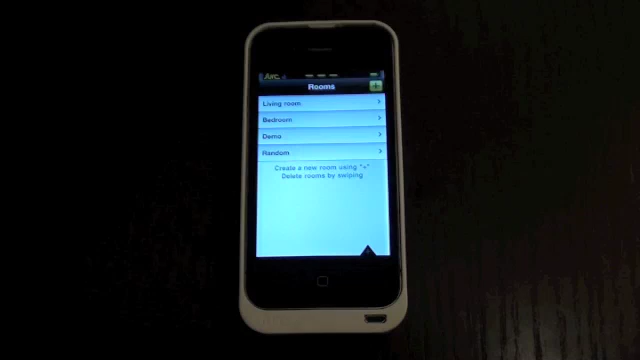 Rooms
Living room
Bedroom
Demo
Random
Create a new room using "+"
Delete rooms by swiping